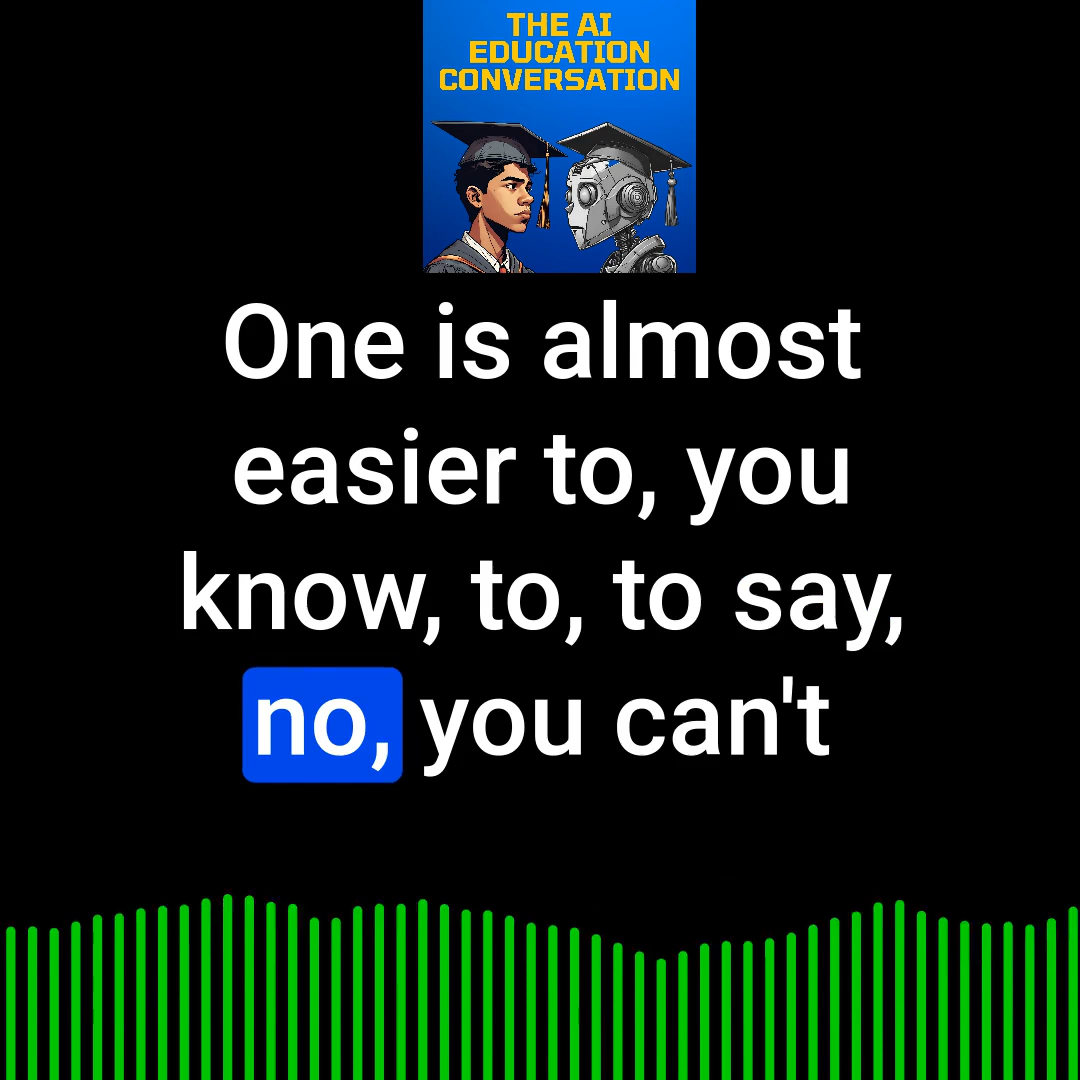 THE AI
EDUCATION
CONVERSATION
One is almost
easier to, you
know, to, to say,
no, you can't